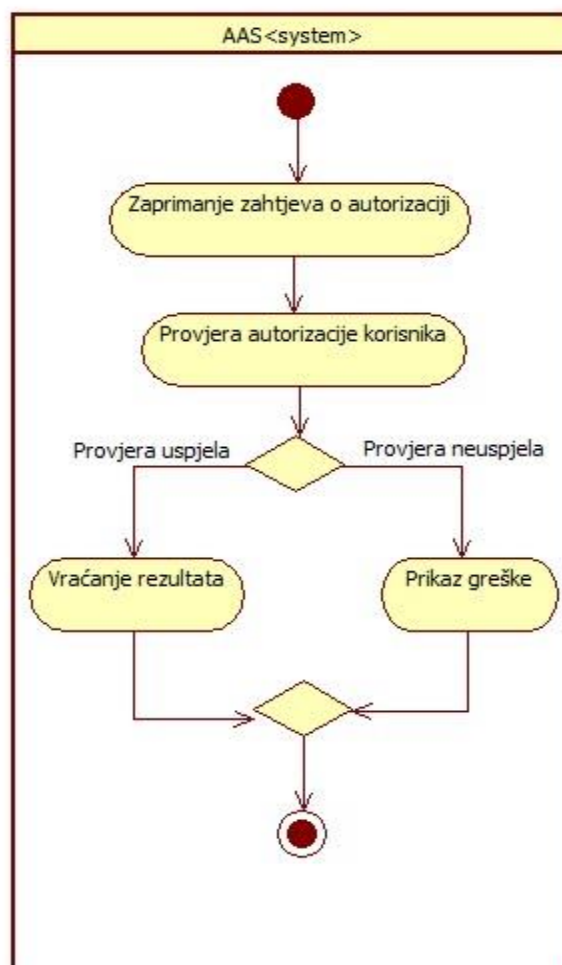 AAS<system>
Zaprimanje zahtjeva o autorizaciji
Provjera autorizacije korisnika
Provjera uspjela
Provjera neuspjela
Vraćanje rezultata
Prikaz greške